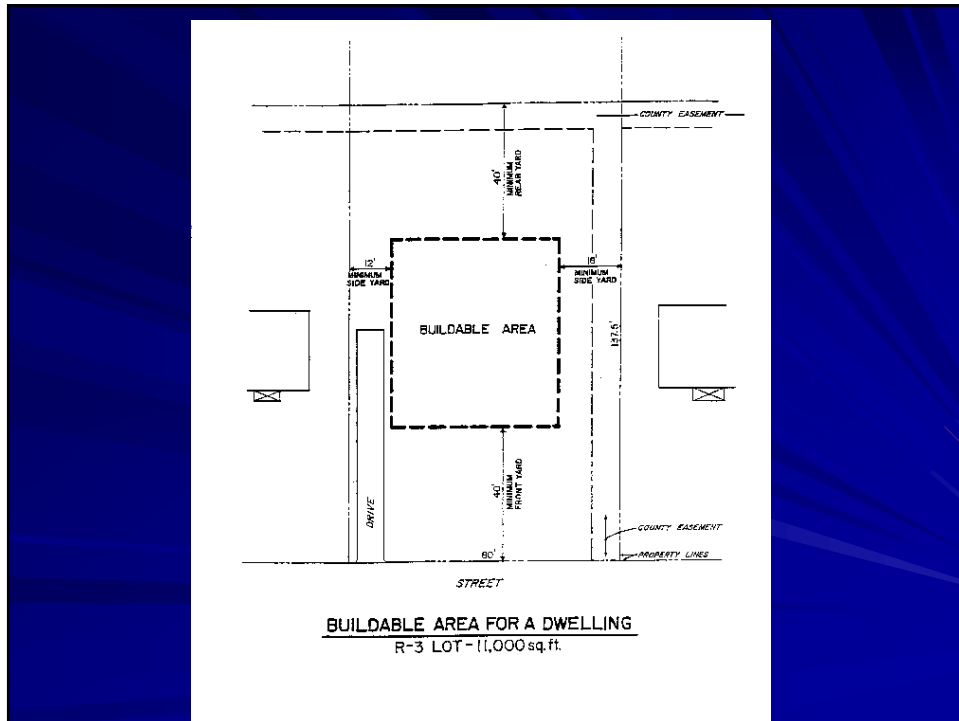 COUNTY EASEMENT
40'
MINIMUM
REAR YARD
12'
MINIMUM
SIDE YARD
18'
MINIMUM
SIDE YARD
BUILDABLE AREA
137.5'
40'
MINIMUM
FRONT YARD
DRIVE
COUNTY EASEMENT
80'
PROPERTY LINES
STREET
BUILDABLE AREA FOR A DWELLING
R-3 LOT-11,000 sq.ft.